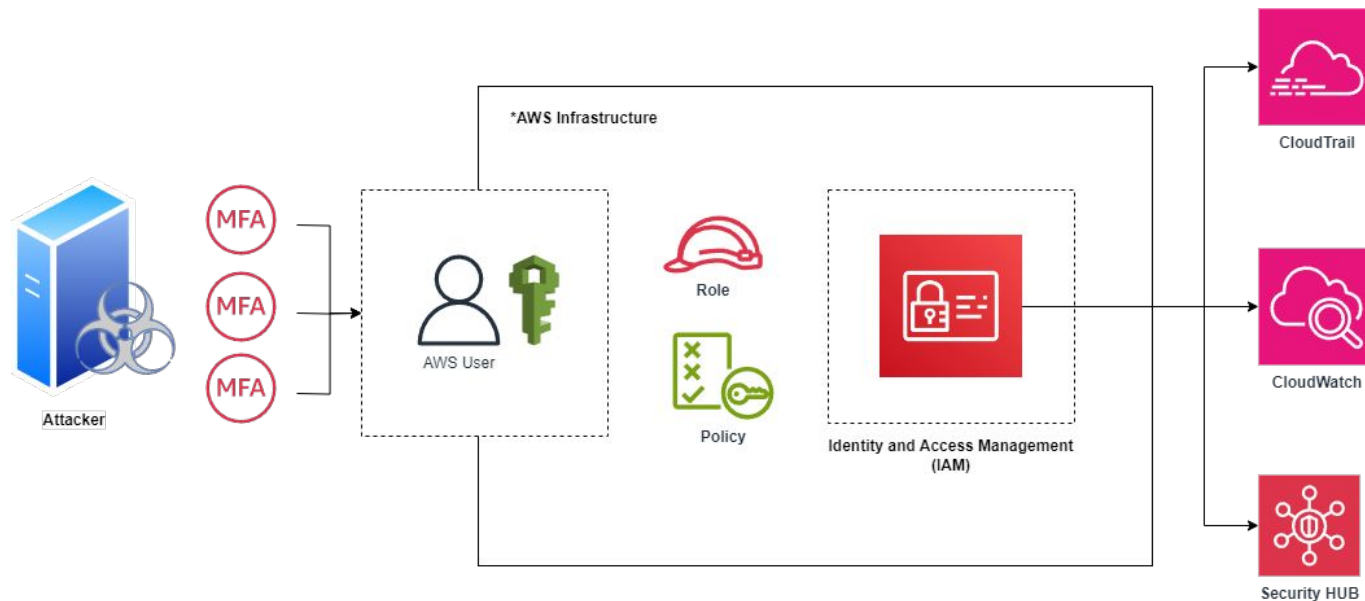 CloudTrail
*AWS Infrastructure
MFA
MFA
MFA
Attacker
AWS User
Role
Policy
Identity and Access Management
(IAM)
CloudWatch
Security HUB